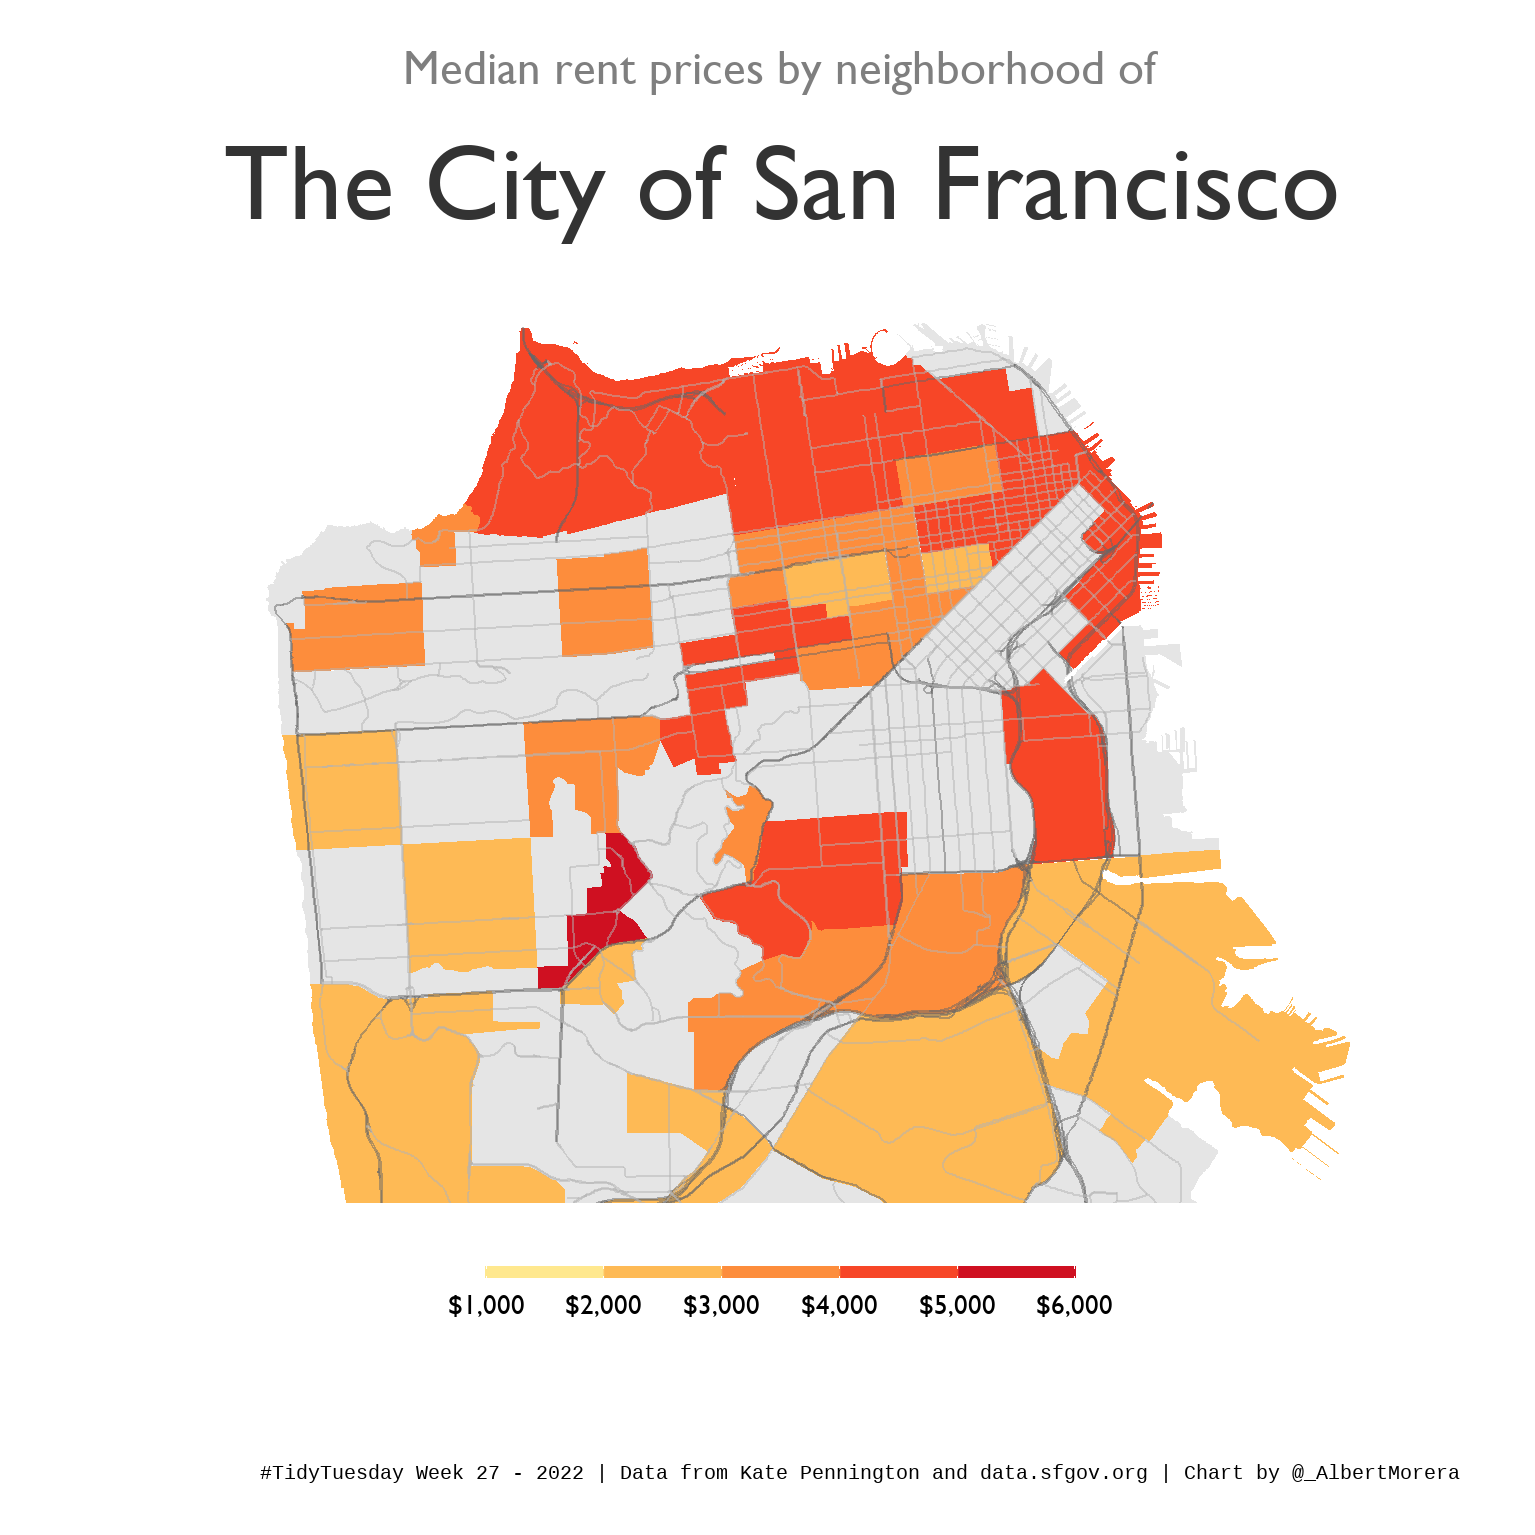 Median rent prices by neighborhood of
The City of San Francisco
$1,000 $2,000 $3,000 $4,000 $5,000 $6,000
#TidyTuesday Week 27 - 2022 | Data from Kate Pennington and data.sfgov.org | Chart by @_AlbertMorera